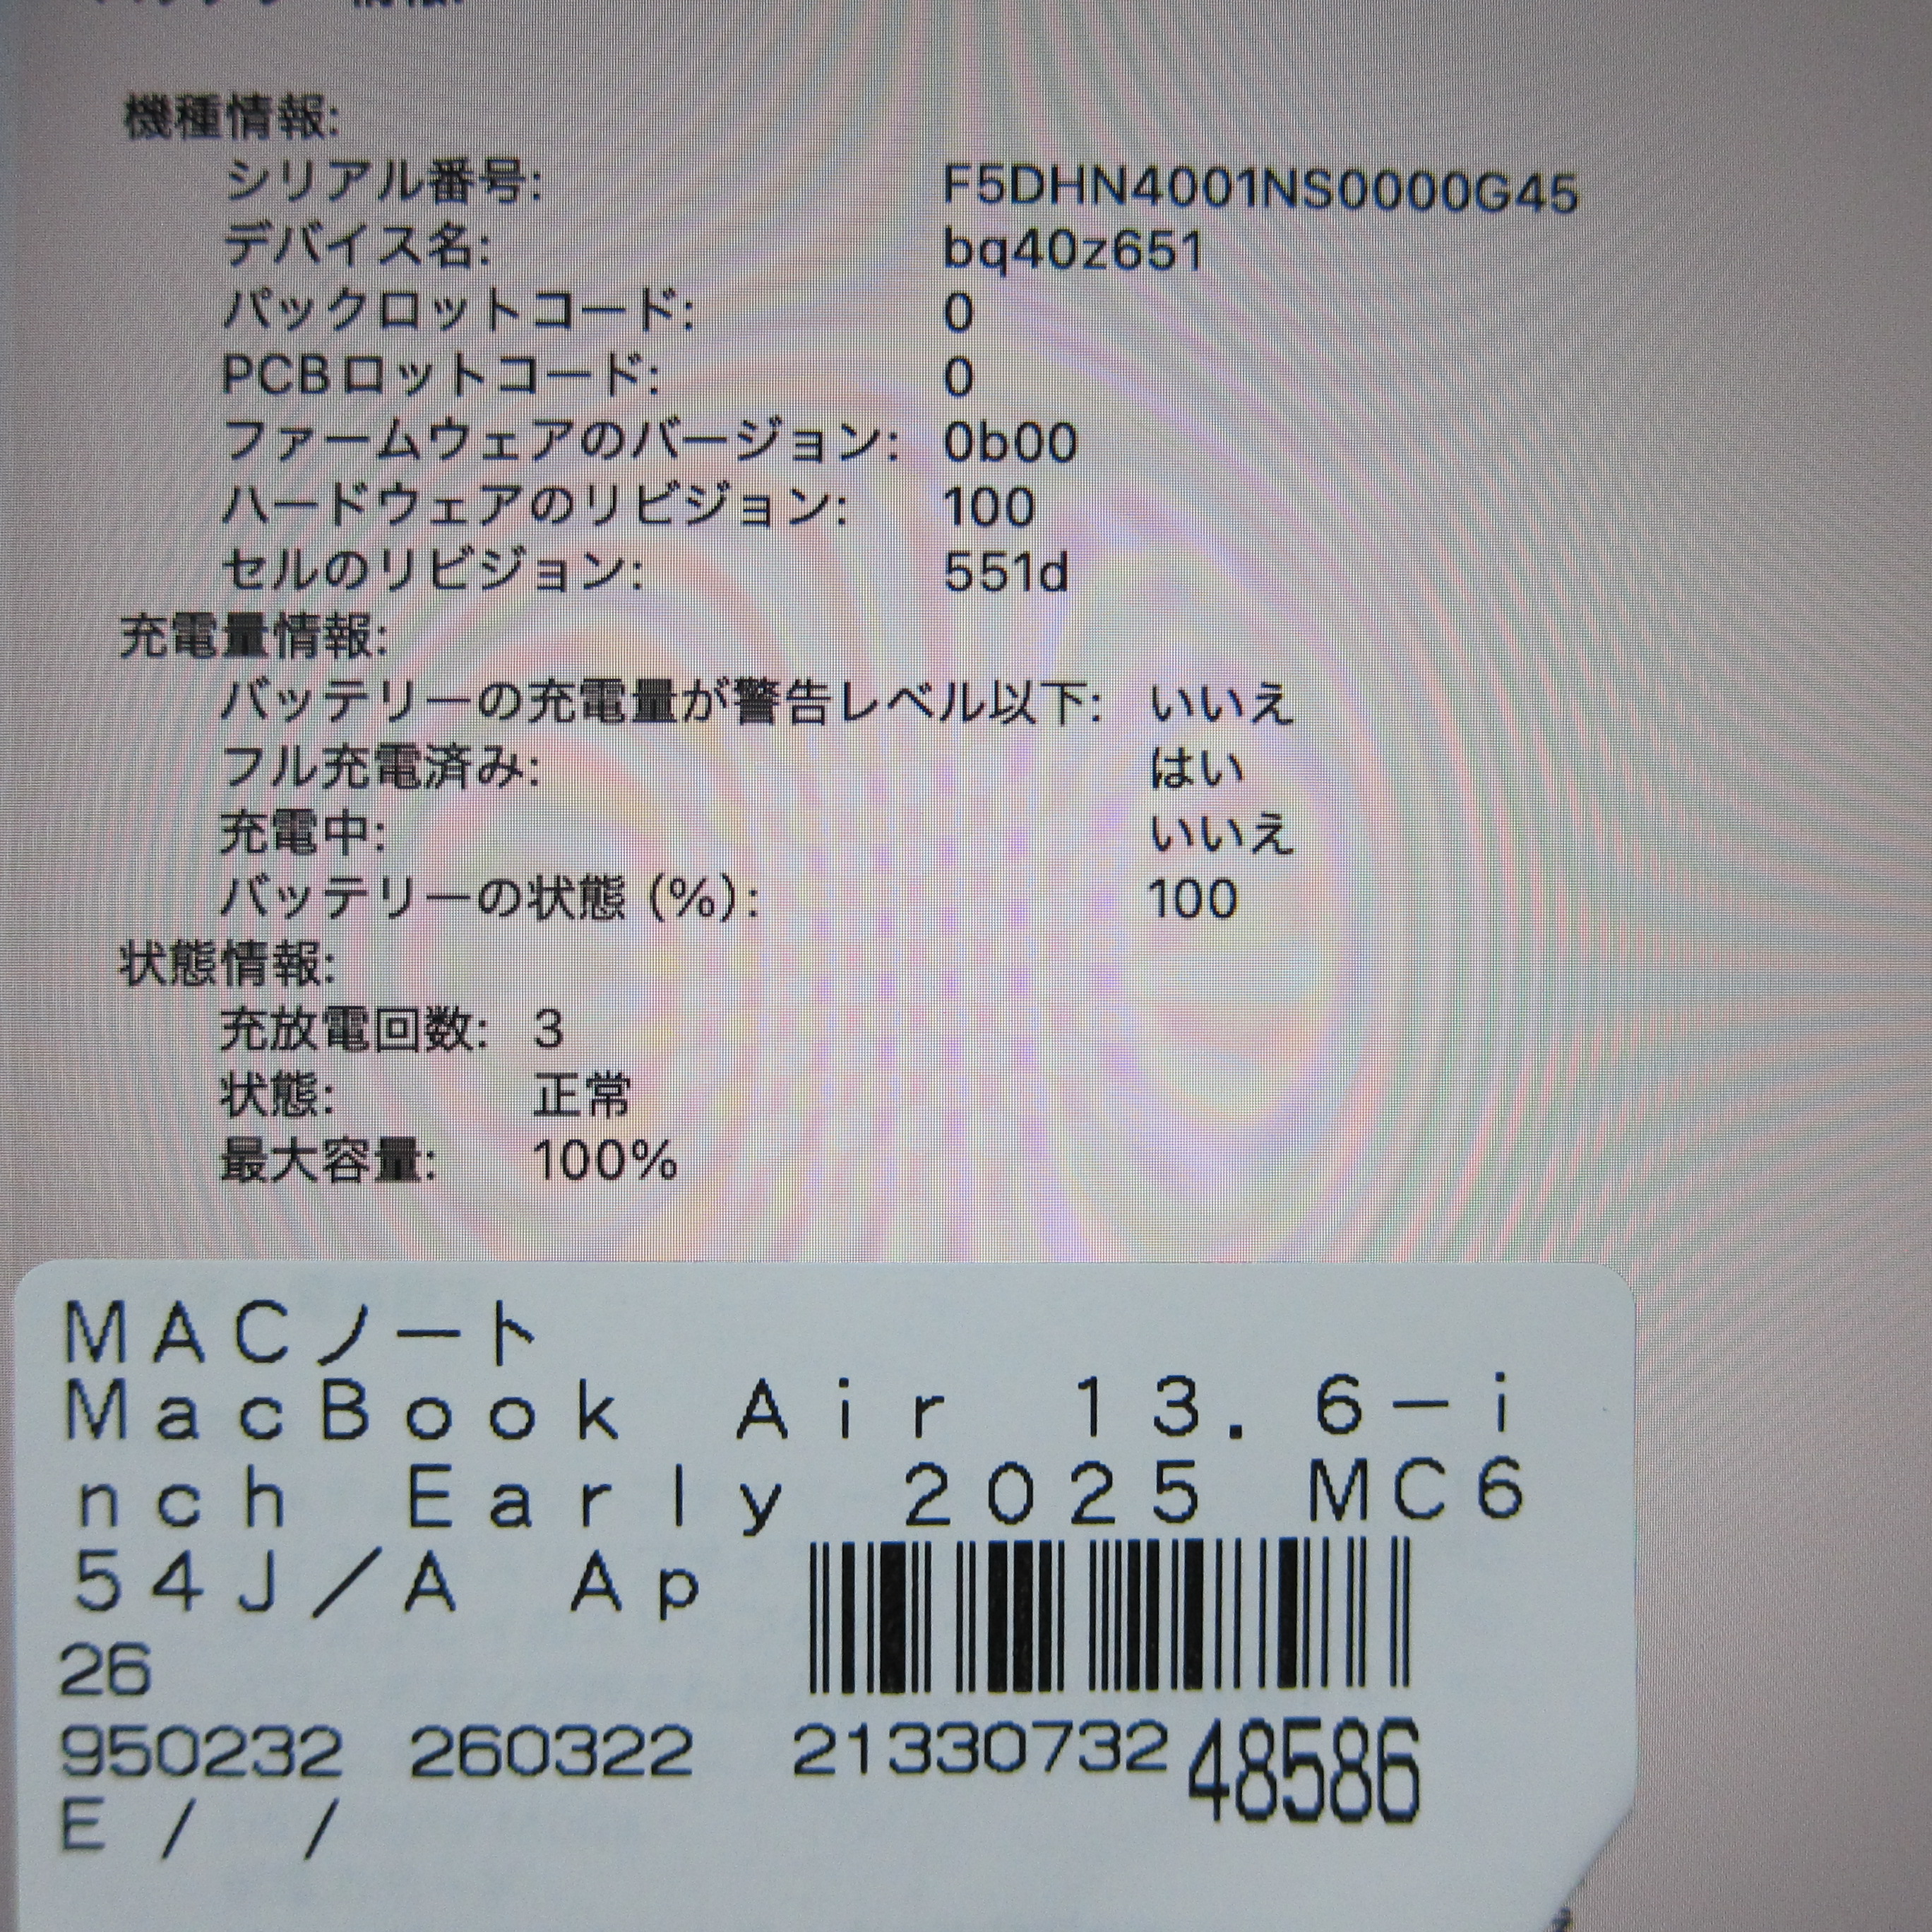 機種情報:
シリアル番号: F5DHN4001NS0000G45
デバイス名: bq40z651
パックロットコード: 0
PCBロットコード: 0
ファームウェアのバージョン: 0b00
ハードウェアのリビジョン: 100
セルのリビジョン: 551d
充電量情報:
バッテリーの充電量が警告レベル以下: いいえ
フル充電済み: はい
充電中: いいえ
バッテリーの状態 (%): 100
状態情報:
充放電回数: 3
状態: 正常
最大容量: 100%
MACノート
MacBook Air 13.6-i
nch Early 2025 MC6
54J/A Ap
26
950232 260322 21330732 48586
E / /